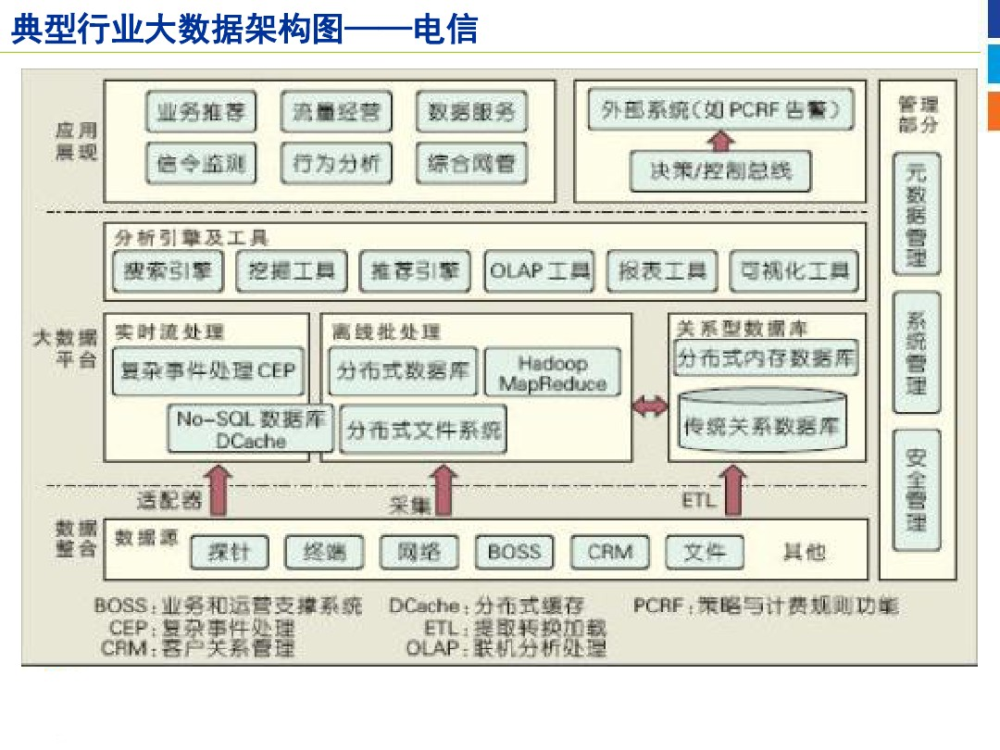 典型行业大数据架构图——电信
应用
展现
业务推荐
流量经营
数据服务
信令监测
行为分析
综合网管
外部系统(如PCRF告警)
决策/控制总线
管理
部分
元数据管理
系统管理
安全管理
大数据
平台
分析引擎及工具
搜索引擎
挖掘工具
推荐引擎
OLAP工具
报表工具
可视化工具
实时流处理
复杂事件处理CEP
No-SQL数据库
DCache
离线批处理
分布式数据库
Hadoop
MapReduce
分布式文件系统
关系型数据库
分布式内存数据库
传统关系数据库
适配器
采集
ETL
数据
整合
数据源
探针
终端
网络
BOSS
CRM
文件
其他
BOSS:业务和运营支撑系统 DCache:分布式缓存 PCRF:策略与计费规则功能
CEP:复杂事件处理 ETL:提取转换加载
CRM:客户关系管理 OLAP:联机分析处理